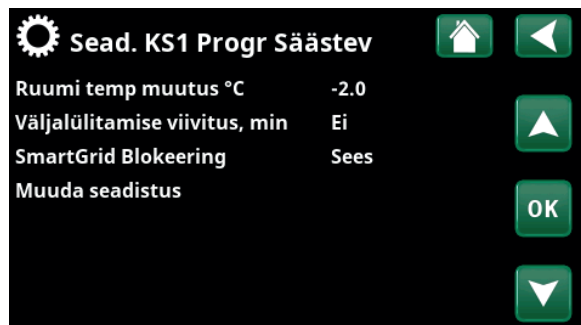 Sead. KS1 Progr Säästev
Ruumi temp muutus °C -2.0
Väljalülitamise viivitus, min Ei
SmartGrid Blokeering Sees
Muuda seadistus
OK